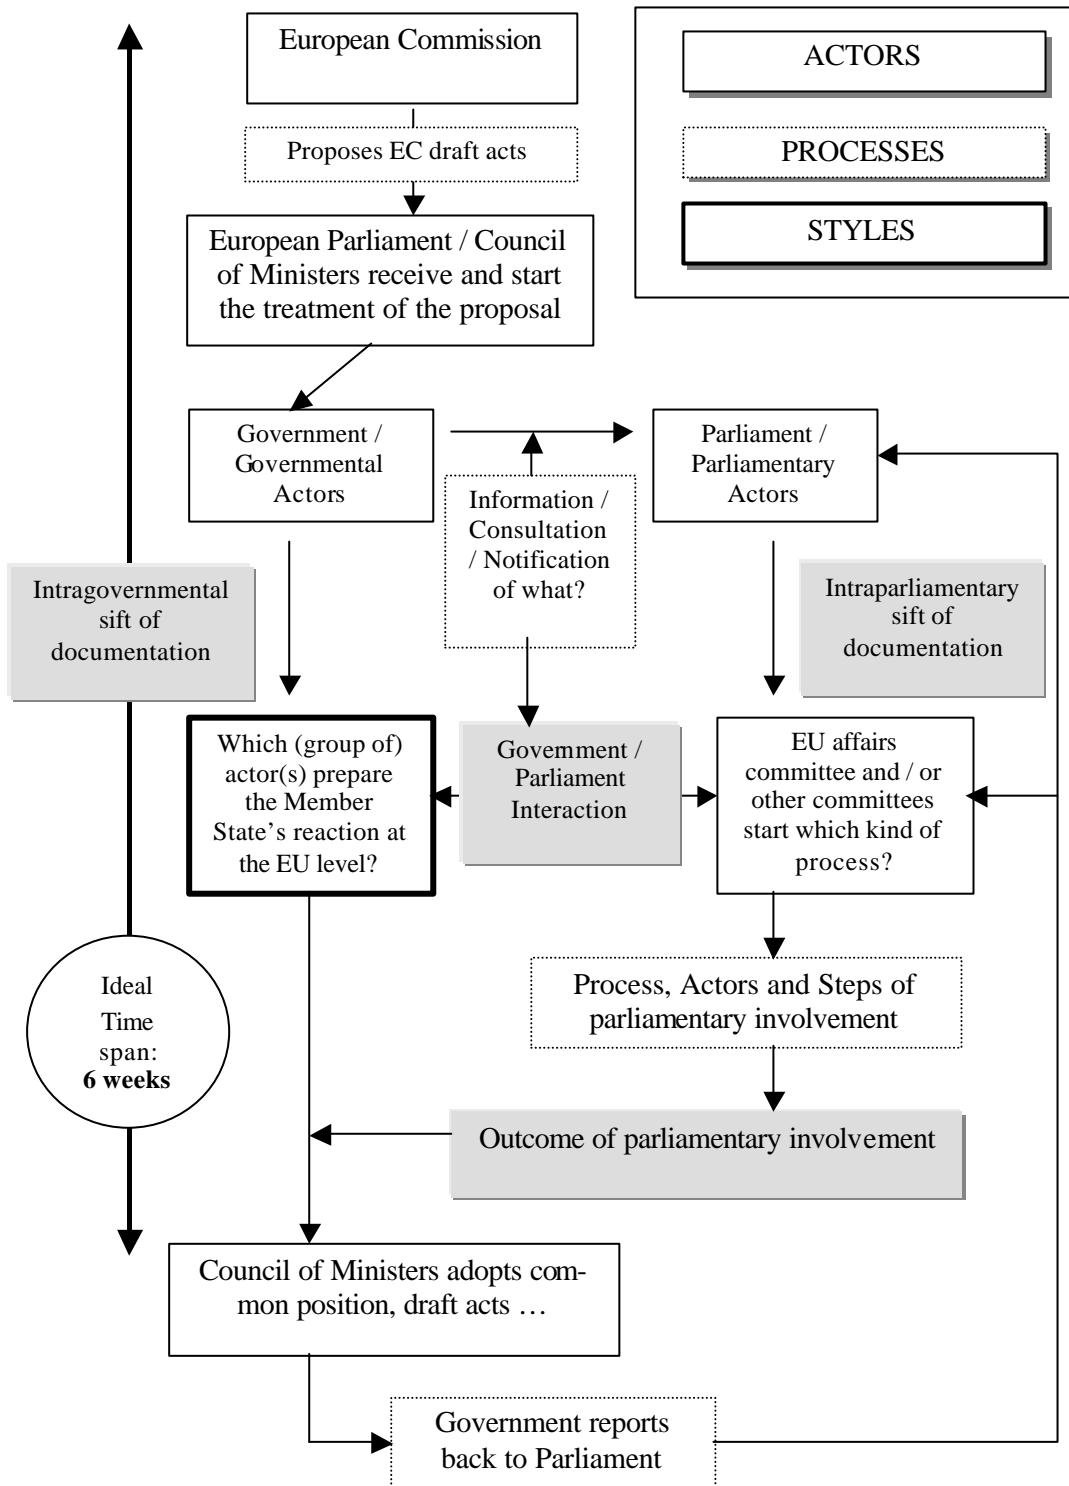 European Commission
ACTORS
Proposes EC draft acts
PROCESSES
STYLES
European Parliament / Council
of Ministers receive and start
the treatment of the proposal
Government /
Governmental
Actors
Parliament /
Parliamentary
Actors
Information /
Consultation
/ Notification
of what?
Intragovernmental
sift of
documentation
Intraparliamentary
sift of
documentation
Which (group of)
actor(s) prepare
the Member
State’s reaction at
the EU level?
Government /
Parliament
Interaction
EU affairs
committee and / or
other committees
start which kind of
process?
Ideal
Time
span:
6 weeks
Process, Actors and Steps of
parliamentary involvement
Outcome of parliamentary involvement
Council of Ministers adopts com-
mon position, draft acts …
Government reports
back to Parliament